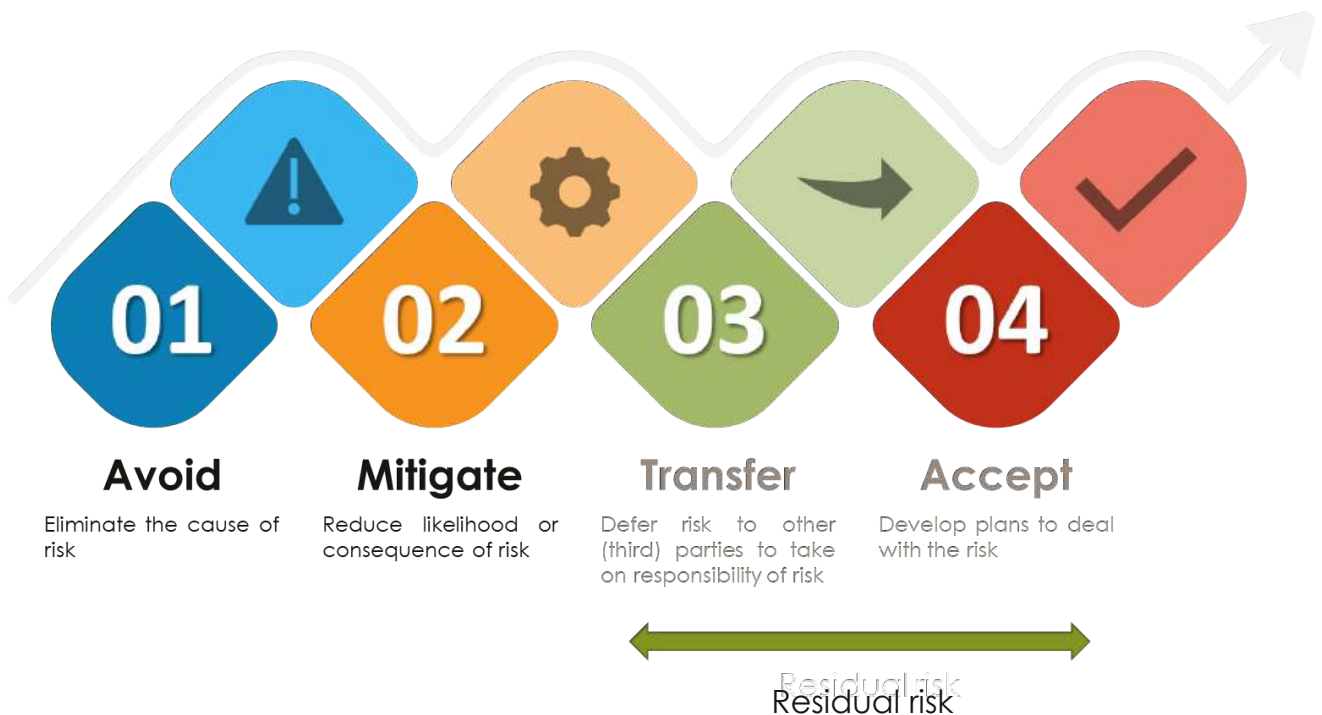 01
02
03
04
Avoid
Eliminate the cause of
risk
Mitigate
Reduce likelihood or
consequence of risk
Transfer
Defer risk to other
(third) parties to take
on responsibility of risk
Accept
Develop plans to deal
with the risk
Residual risk
Residual risk